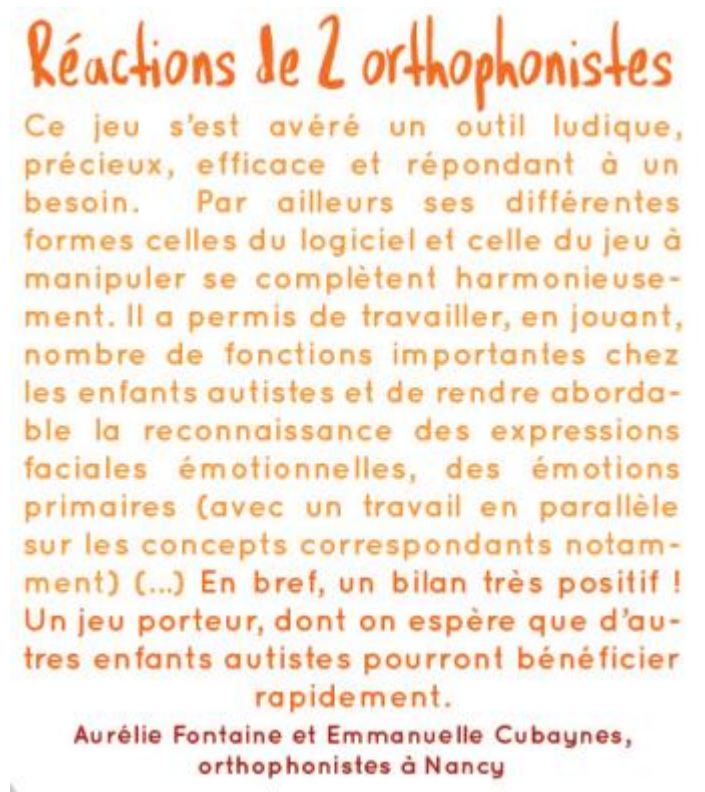 Réactions de 2 orthophonistes
Ce jeu s'est avéré un outil ludique,
précieux, efficace et répondant à un
besoin. Par ailleurs ses différentes
formes celles du logiciel et celle du jeu à
manipuler se complètent harmonieuse-
ment. Il a permis de travailler, en jouant,
nombre de fonctions importantes chez
les enfants autistes et de rendre aborda-
ble la reconnaissance des expressions
faciales émotionnelles, des émotions
primaires (avec un travail en parallèle
sur les concepts correspondants notam-
ment) (...) En bref, un bilan très positif !
Un jeu porteur, dont on espère que d'au-
tres enfants autistes pourront bénéficier
rapidement.
Aurélie Fontaine et Emmanuelle Cubaynes,
orthophonistes à Nancy